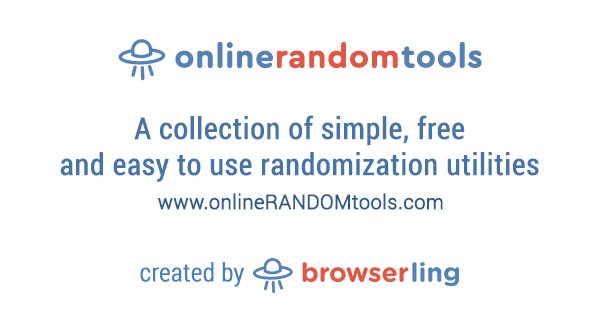 onlinerandomtools
A collection of simple, free
and easy to use randomization utilities
www.onlineRANDOMtools.com
created by browserling